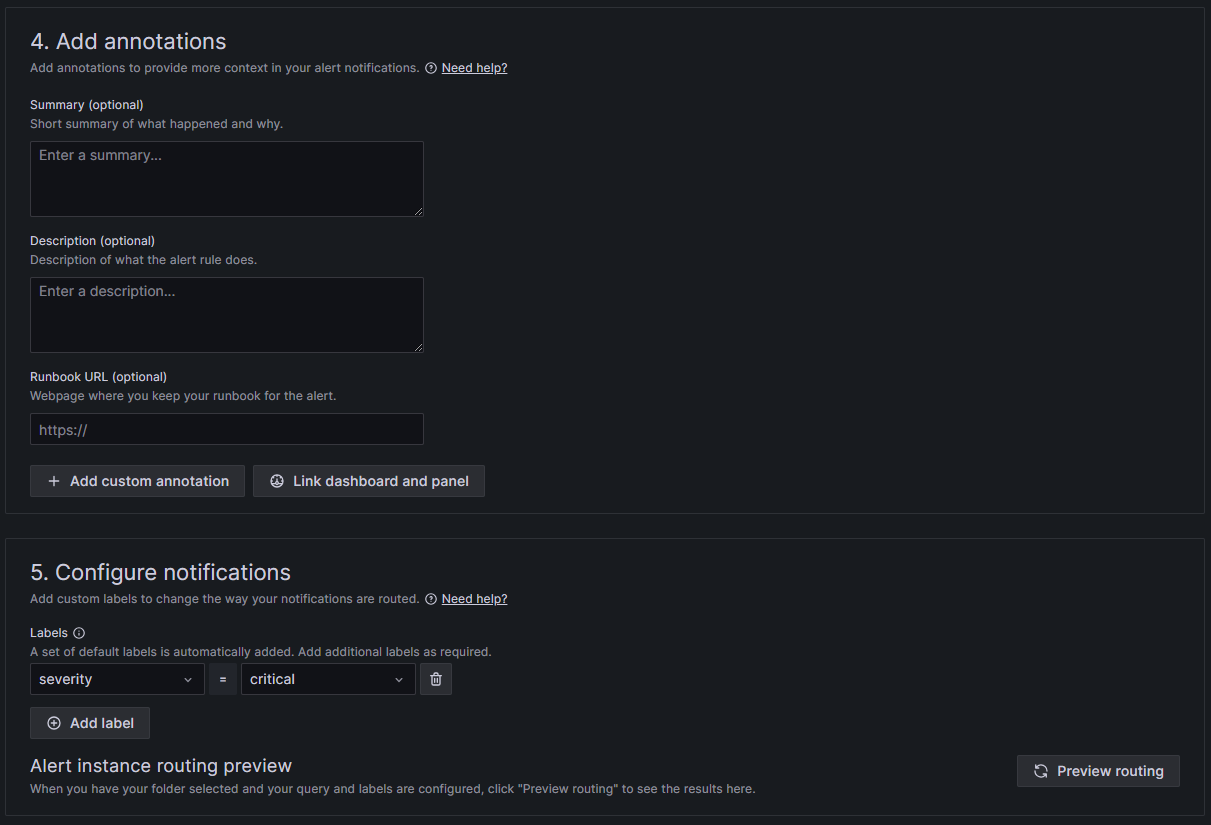 4. Add annotations
Add annotations to provide more context in your alert notifications. Need help?
Summary (optional)
Short summary of what happened and why.
Enter a summary...
Description (optional)
Description of what the alert rule does.
Enter a description...
Runbook URL (optional)
Webpage where you keep your runbook for the alert.
https://
+ Add custom annotation Link dashboard and panel
5. Configure notifications
Add custom labels to change the way your notifications are routed. Need help?
Labels
A set of default labels is automatically added. Add additional labels as required.
severity = critical
Add label
Alert instance routing preview
Preview routing
When you have your folder selected and your query and labels are configured, click "Preview routing" to see the results here.